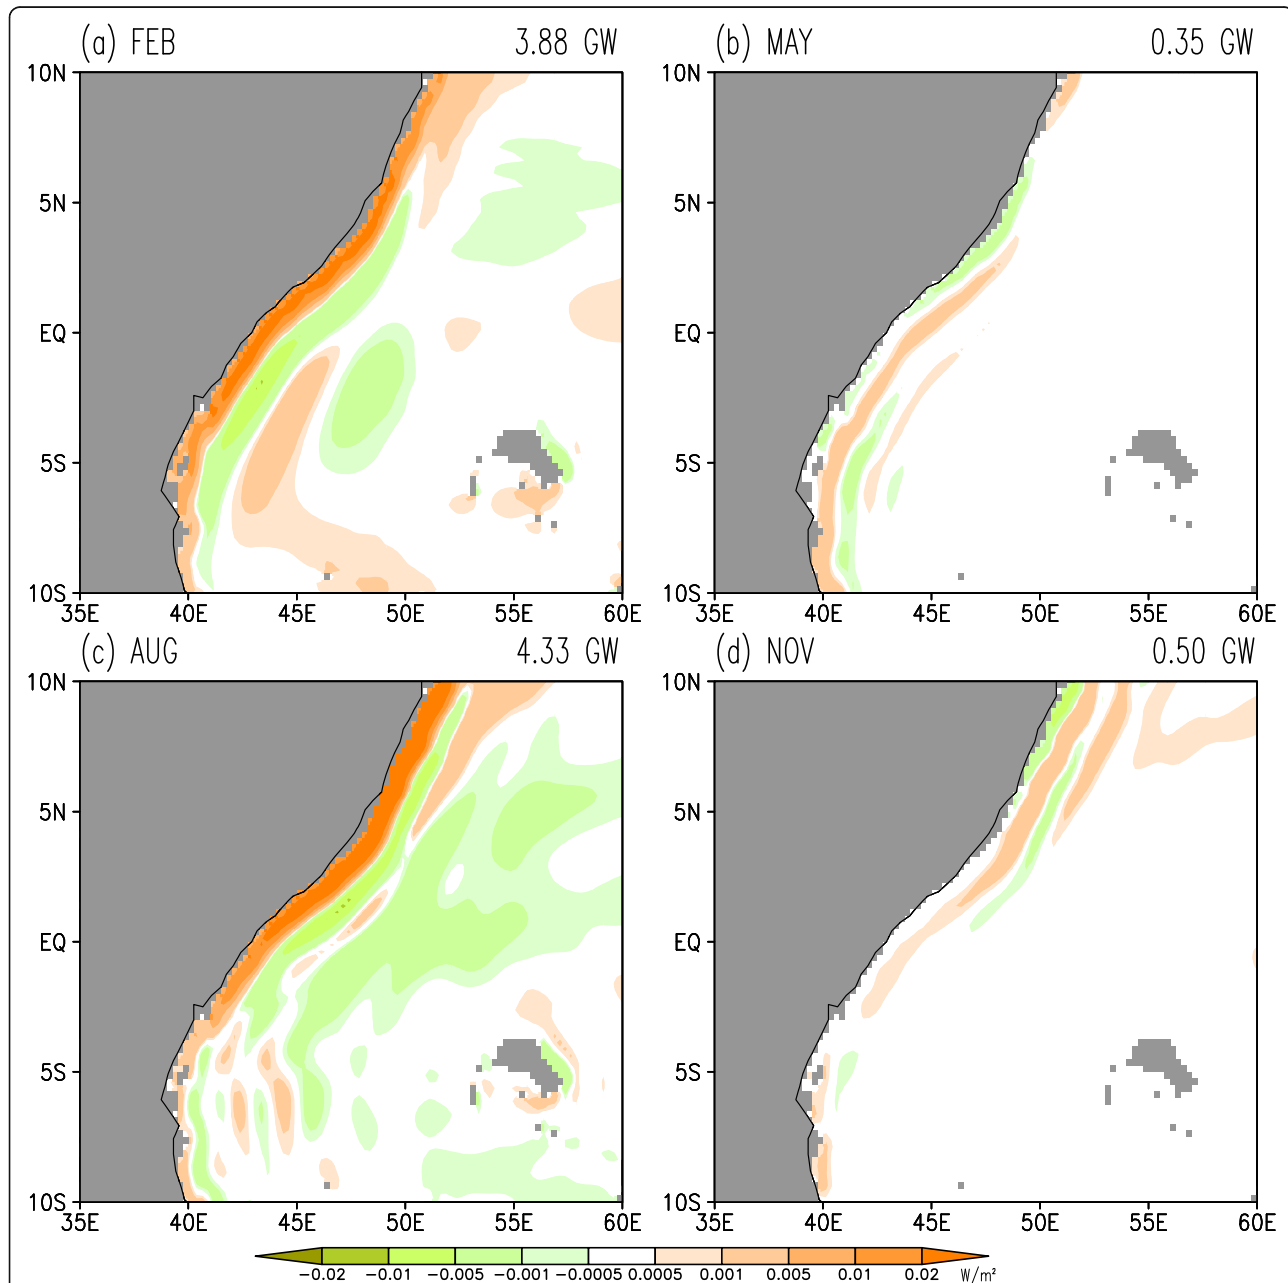 (a) FEB 3.88 GW
(b) MAY 0.35 GW
10N 10N
5N 5N
EQ EQ
5S 5S
10S 10S
35E 40E 45E 50E 55E 60E 35E 40E 45E 50E 55E 60E
(c) AUG 4.33 GW
(d) NOV 0.50 GW
10N 10N
5N 5N
EQ EQ
5S 5S
10S 10S
35E 40E 45E 50E 55E 60E 35E 40E 45E 50E 55E 60E
−0.02 −0.01 −0.005 −0.001 −0.0005 0.0005 0.001 0.005 0.01 0.02 W/m²